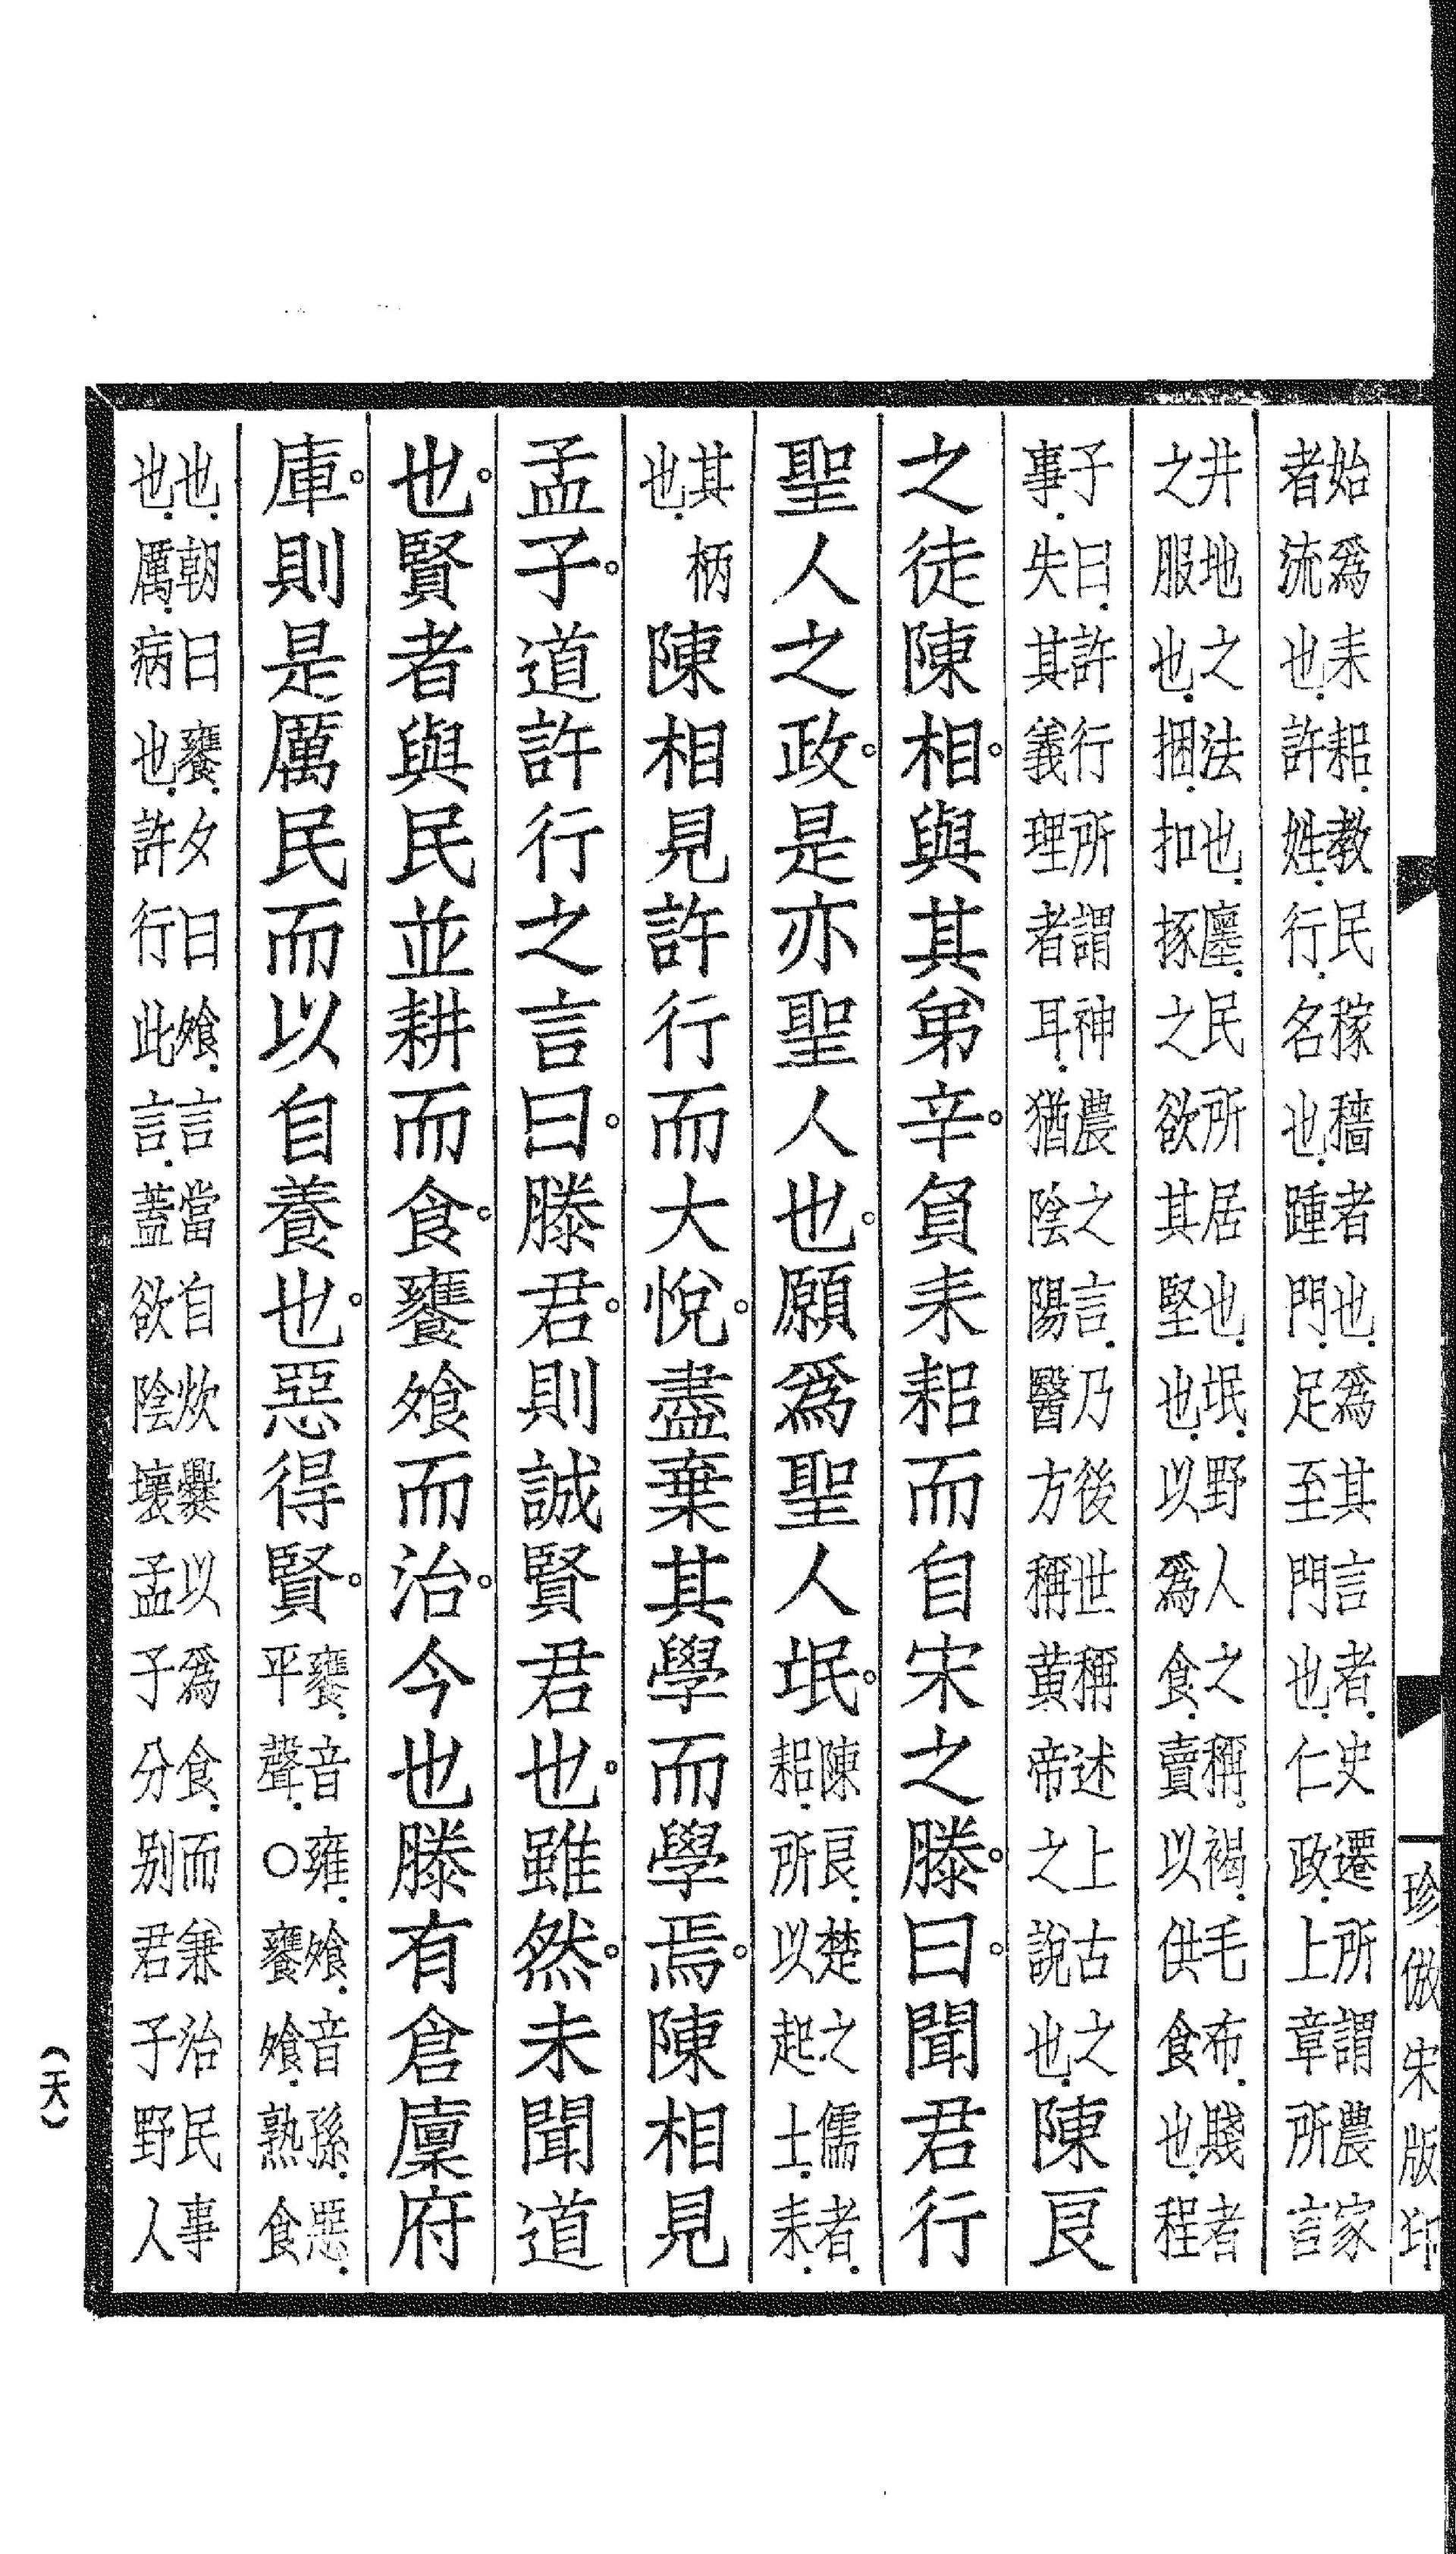 始爲耒耜教民稼穡者也爲其言者史遷所謂農家
者流也許姓行名也踵門足至門也仁政上章所言
井地之法也廛民所居也氓野人之稱褐毛布賤者
之服也捆扣㧻之欲其堅也以爲食賣以供食也程
子曰許行所謂神農之言乃後世稱述上古之
事失其義理者耳猶陰陽醫方稱黃帝之說也陳良
之徒陳相與其弟辛負耒耜而自宋之滕曰聞君行
聖人之政是亦聖人也願爲聖人氓陳良楚之儒者
耜所以起土耒
其柄
也陳相見許行而大悅盡棄其學而學焉陳相見
孟子道許行之言曰滕君則誠賢君也雖然未聞道
也賢者與民並耕而食饔飧而治今也滕有倉廩府
庫則是厲民而以自養也惡得賢饔音雍飧音孫惡
平聲○饔飧熟食
也朝曰饔夕曰飧言當自炊爨以爲食而兼治民事
也厲病也許行此言蓋欲陰壞孟子分別君子野人
珍倣宋版印
(天)